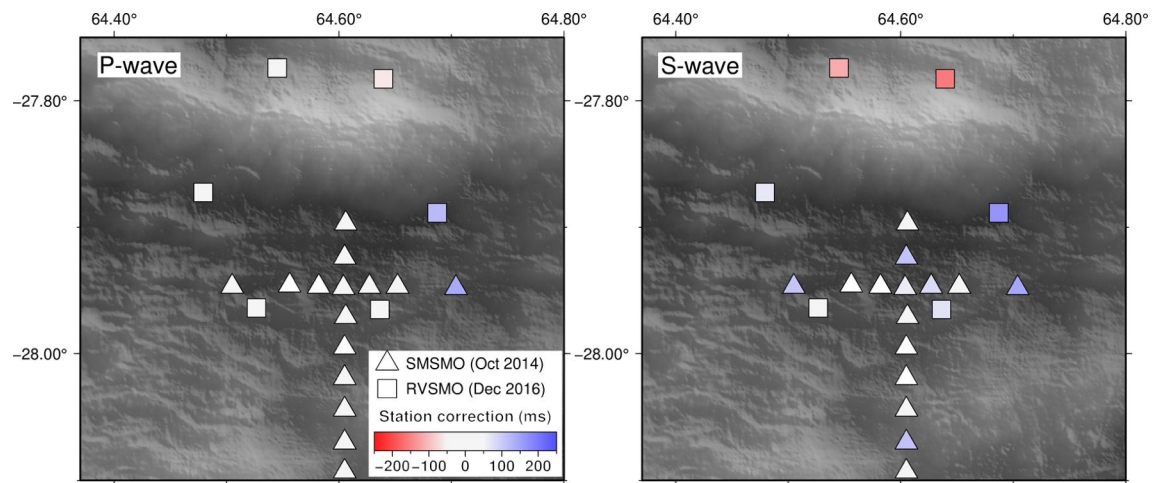 64.40° 64.60° 64.80° 64.40° 64.60° 64.80°
P-wave S-wave
−27.80° −27.80°
−28.00° −28.00°
SMSMO (Oct 2014)
RVSMO (Dec 2016)
Station correction (ms)
−200 −100 0 100 200